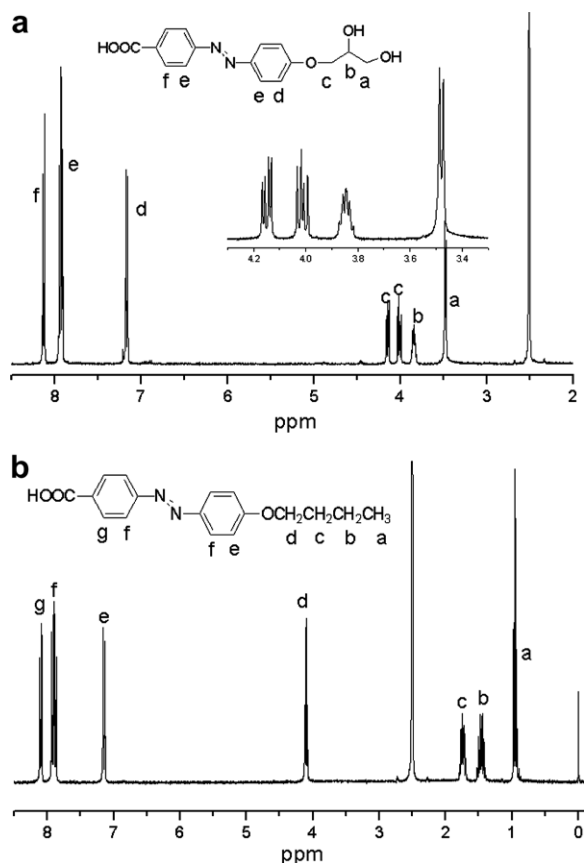 a
HOOC
N
N
O
OH
OH
f e
e d
c
b
a
f
e
d
c c
b
a
4.2 4.0 3.8 3.6 3.4
8 7 6 5 4 3 2
ppm
b
HOOC
N
N
OCH₂CH₂CH₂CH₃
g f
f e
d c b a
g
f
e
d
c
b
a
8 7 6 5 4 3 2 1 0
ppm